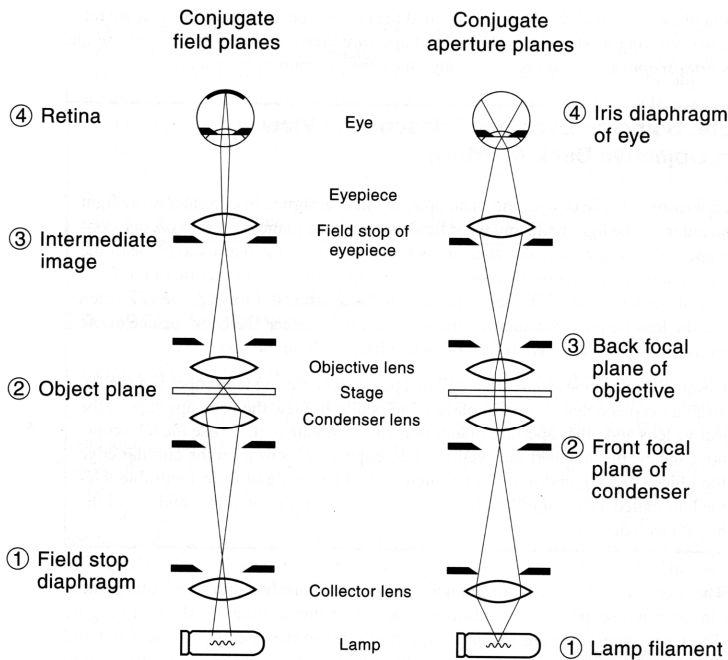 Conjugate
field planes
Conjugate
aperture planes
④ Retina
Eye
④ Iris diaphragm
of eye
Eyepiece
③ Intermediate
image
Field stop of
eyepiece
Objective lens
③ Back focal
plane of
objective
② Object plane
Stage
Condenser lens
② Front focal
plane of
condenser
① Field stop
diaphragm
Collector lens
Lamp
① Lamp filament